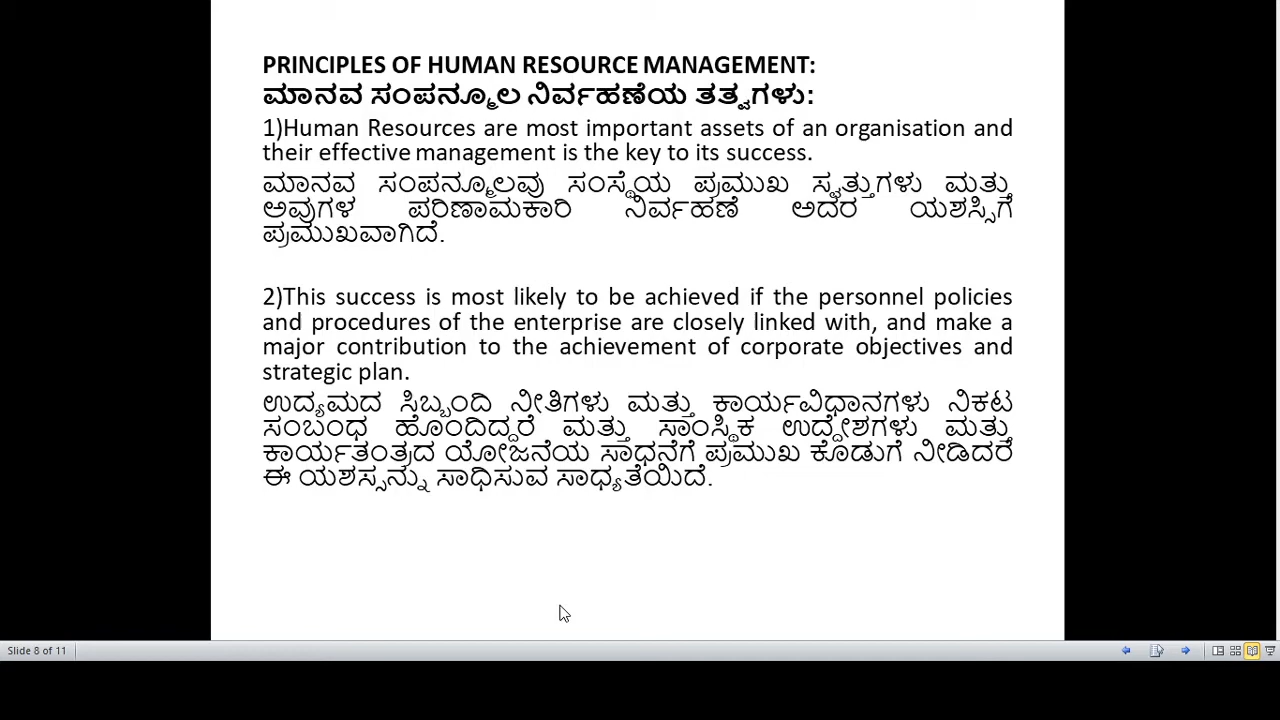 PRINCIPLES OF HUMAN RESOURCE MANAGEMENT:
ಮಾನವ ಸಂಪನ್ಮೂಲ ನಿರ್ವಹಣೆಯ ತತ್ವಗಳು:
1)Human Resources are most important assets of an organisation and
their effective management is the key to its success.
ಮಾನವ ಸಂಪನ್ಮೂಲವು ಸಂಸ್ಥೆಯ ಪ್ರಮುಖ ಸ್ವತ್ತುಗಳು ಮತ್ತು
ಅವುಗಳ ಪರಿಣಾಮಕಾರಿ ನಿರ್ವಹಣೆ ಅದರ ಯಶಸ್ಸಿಗೆ
ಪ್ರಮುಖವಾಗಿದೆ.
2)This success is most likely to be achieved if the personnel policies
and procedures of the enterprise are closely linked with, and make a
major contribution to the achievement of corporate objectives and
strategic plan.
ಉದ್ಯಮದ ಸಿಬ್ಬಂದಿ ನೀತಿಗಳು ಮತ್ತು ಕಾರ್ಯವಿಧಾನಗಳು ನಿಕಟ
ಸಂಬಂಧ ಹೊಂದಿದ್ದರೆ ಮತ್ತು ಸಾಂಸ್ಥಿಕ ಉದ್ದೇಶಗಳು ಮತ್ತು
ಕಾರ್ಯತಂತ್ರದ ಯೋಜನೆಯ ಸಾಧನೆಗೆ ಪ್ರಮುಖ ಕೊಡುಗೆ ನೀಡಿದರೆ
ಈ ಯಶಸ್ಸನ್ನು ಸಾಧಿಸುವ ಸಾಧ್ಯತೆಯಿದೆ.
Slide 8 of 11